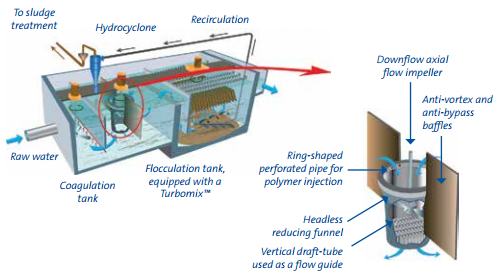 To sludge
treatment
Hydrocyclone
Recirculation
Raw water
Coagulation
tank
Flocculation tank,
equipped with a
Turbomix™
Downflow axial
flow impeller
Anti-vortex and
anti-bypass
baffles
Ring-shaped
perforated pipe for
polymer injection
Headless
reducing funnel
Vertical draft-tube
used as a flow guide